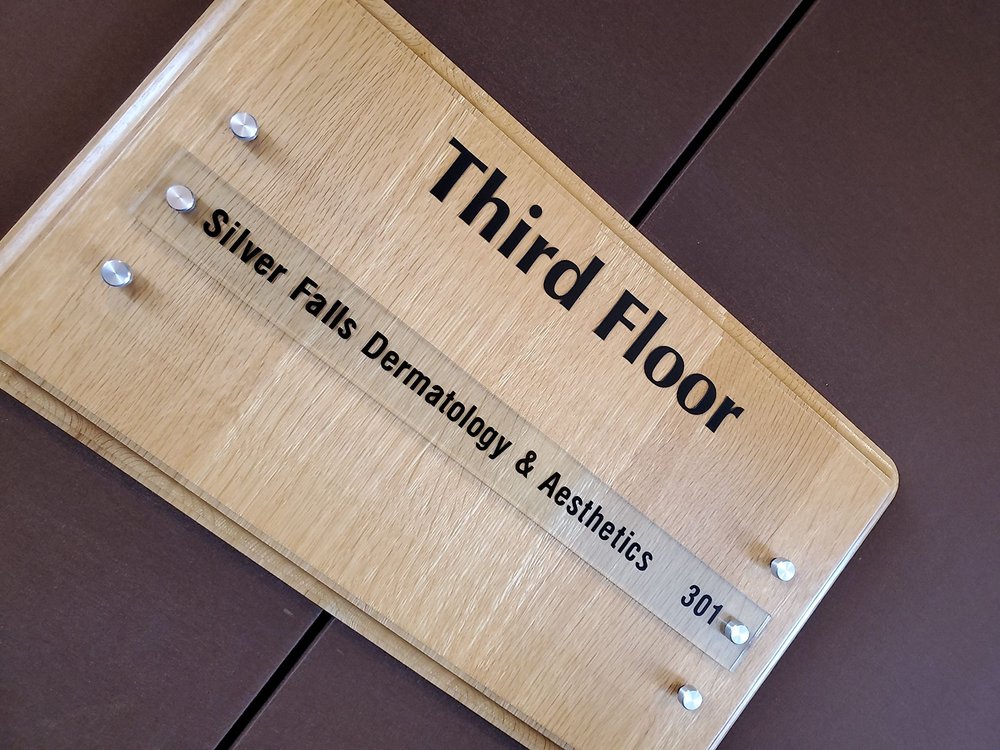 Third Floor
Silver Falls Dermatology & Aesthetics 301